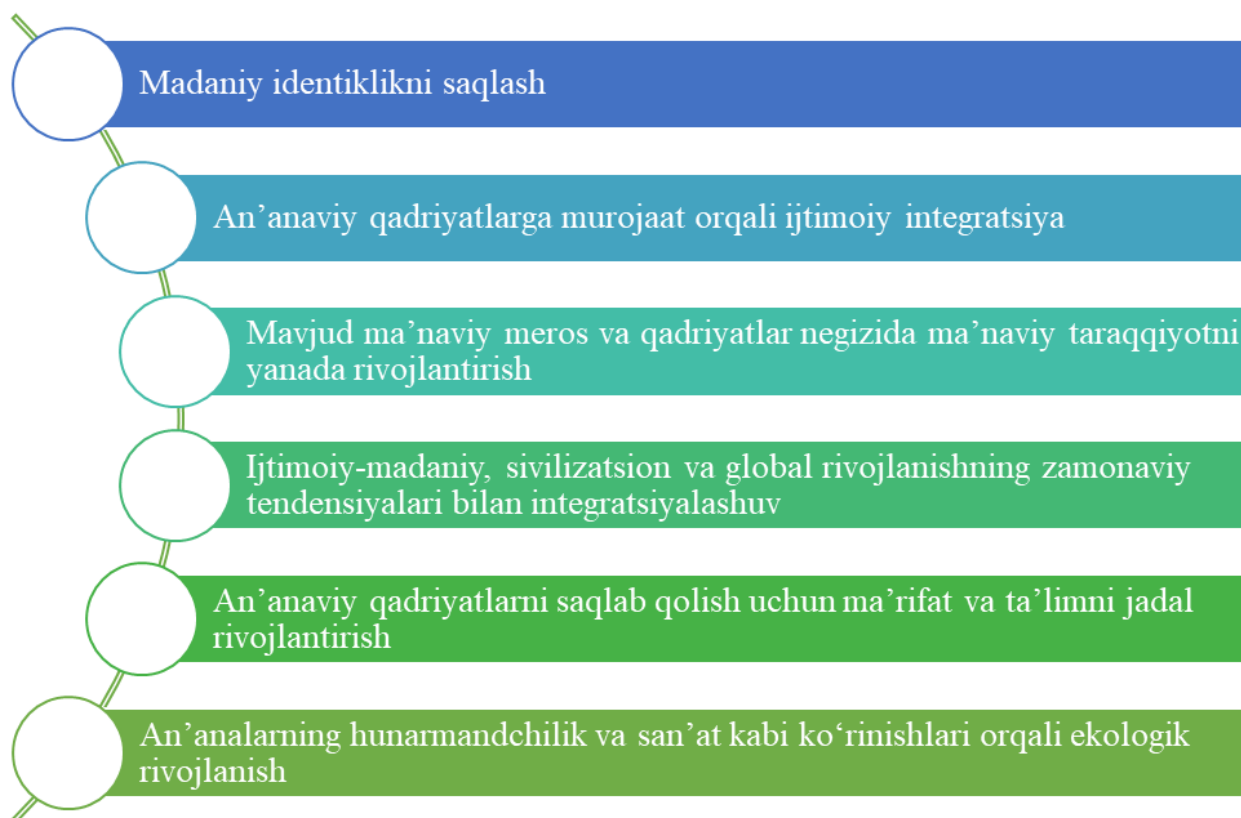 Madaniy identiklikni saqlash
An’anaviy qadriyatlarga murojaat orqali ijtimoiy integratsiya
Mavjud ma’naviy meros va qadriyatlar negizida ma’naviy taraqqiyotni
yanada rivojlantirish
Ijtimoiy-madaniy, sivilizatsion va global rivojlanishning zamonaviy
tendensiyalari bilan integratsiyalashuv
An’anaviy qadriyatlarni saqlab qolish uchun ma’rifat va ta’limni jadal
rivojlantirish
An’analarning hunarmandchilik va san’at kabi ko‘rinishlari orqali ekologik
rivojlanish